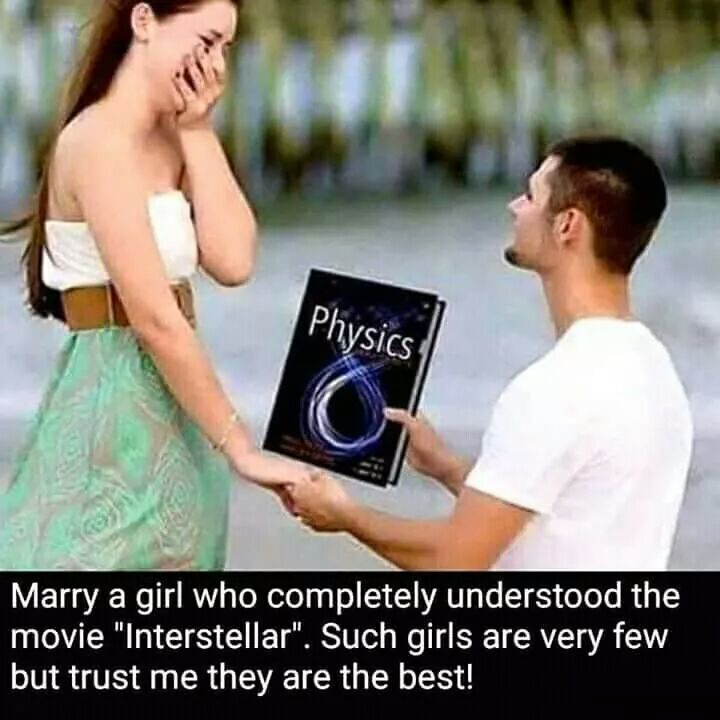 Physics
Marry a girl who completely understood the
movie "Interstellar". Such girls are very few
but trust me they are the best!